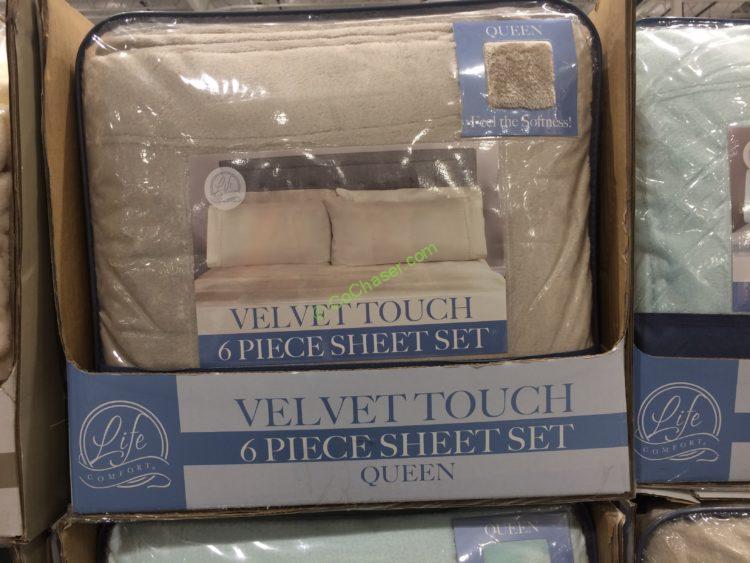 QUEEN
Feel the Softness!
Life
© CoChaser.com
VELVET TOUCH
6 PIECE SHEET SET
VELVET TOUCH
6 PIECE SHEET SET
QUEEN
Life
COMFORT
Life
COMFORT
QUEEN